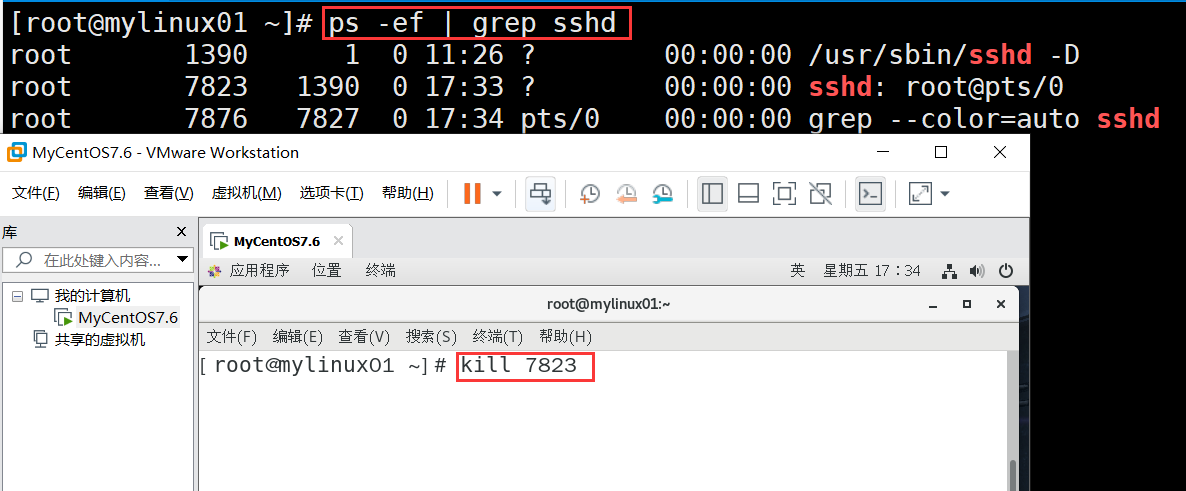 [root@mylinux01 ~]# ps -ef | grep sshd
root 1390 1 0 11:26 ? 00:00:00 /usr/sbin/sshd -D
root 7823 1390 0 17:33 ? 00:00:00 sshd: root@pts/0
root 7876 7827 0 17:34 pts/0 00:00:00 grep --color=auto sshd
MyCentOS7.6 - VMware Workstation
文件(F) 编辑(E) 查看(V) 虚拟机(M) 选项卡(T) 帮助(H)
库
在此处键入内容...
我的计算机
MyCentOS7.6
共享的虚拟机
MyCentOS7.6
应用程序 位置 终端 英 星期五 17：34
root@mylinux01:~
文件(F) 编辑(E) 查看(V) 搜索(S) 终端(T) 帮助(H)
[root@mylinux01 ~]# kill 7823